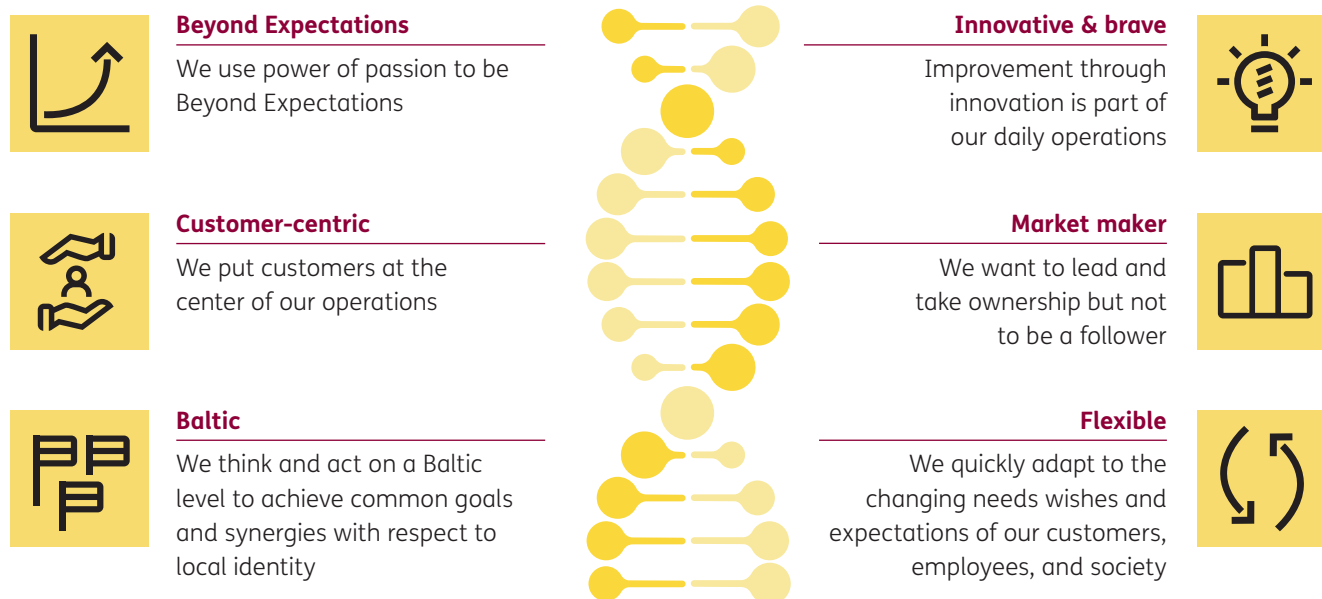 Beyond Expectations
We use power of passion to be
Beyond Expectations
Customer-centric
We put customers at the
center of our operations
Baltic
We think and act on a Baltic
level to achieve common goals
and synergies with respect to
local identity
Innovative & brave
Improvement through
innovation is part of
our daily operations
Market maker
We want to lead and
take ownership but not
to be a follower
Flexible
We quickly adapt to the
changing needs wishes and
expectations of our customers,
employees, and society